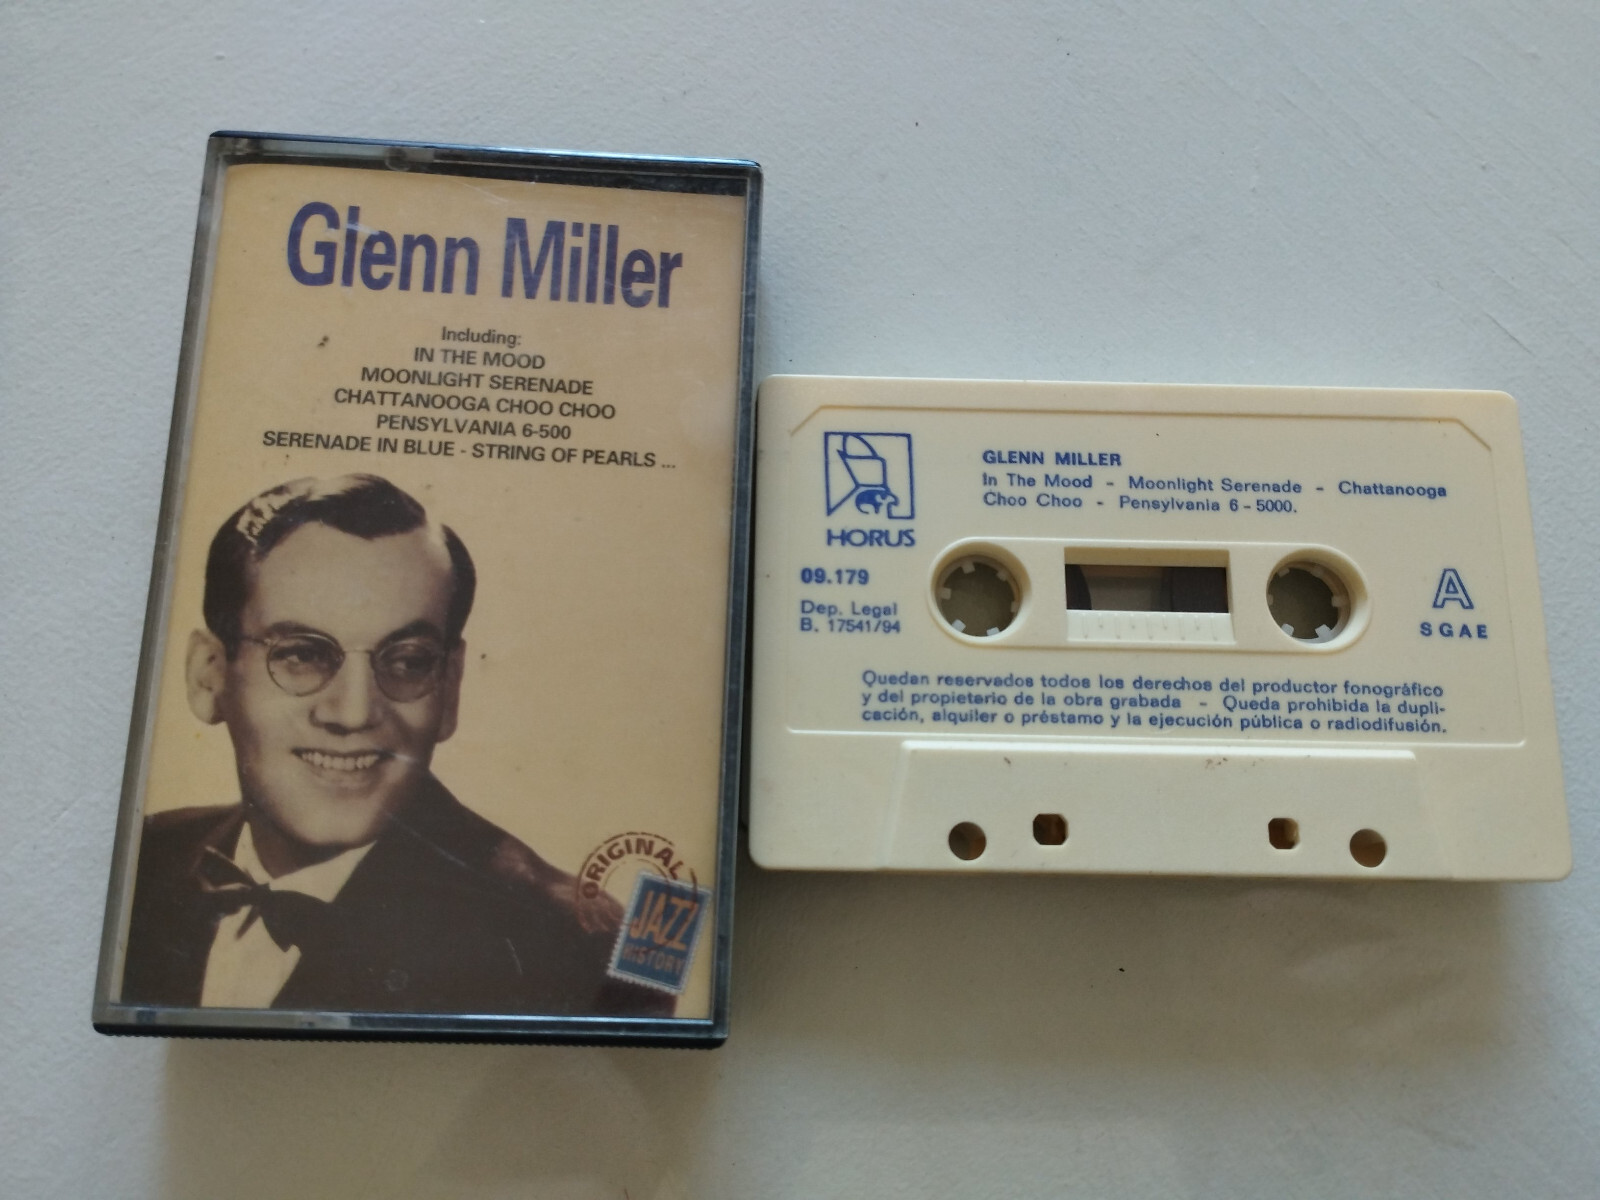 Glenn Miller
Including:
IN THE MOOD
MOONLIGHT SERENADE
CHATTANOOGA CHOO CHOO
PENSYLVANIA 6-500
SERENADE IN BLUE - STRING OF PEARLS ...
ORIGINAL
JAZZ
HISTORY
HORUS
GLENN MILLER
In The Mood - Moonlight Serenade - Chattanooga
Choo Choo - Pensylvania 6 - 5000.
09.179
Dep. Legal
B. 17541/94
A
SGAE
Quedan reservados todos los derechos del productor fonográfico
y del propietario de la obra grabada - Queda prohibida la dupli-
cación, alquiler o préstamo y la ejecución pública o radiodifusión.